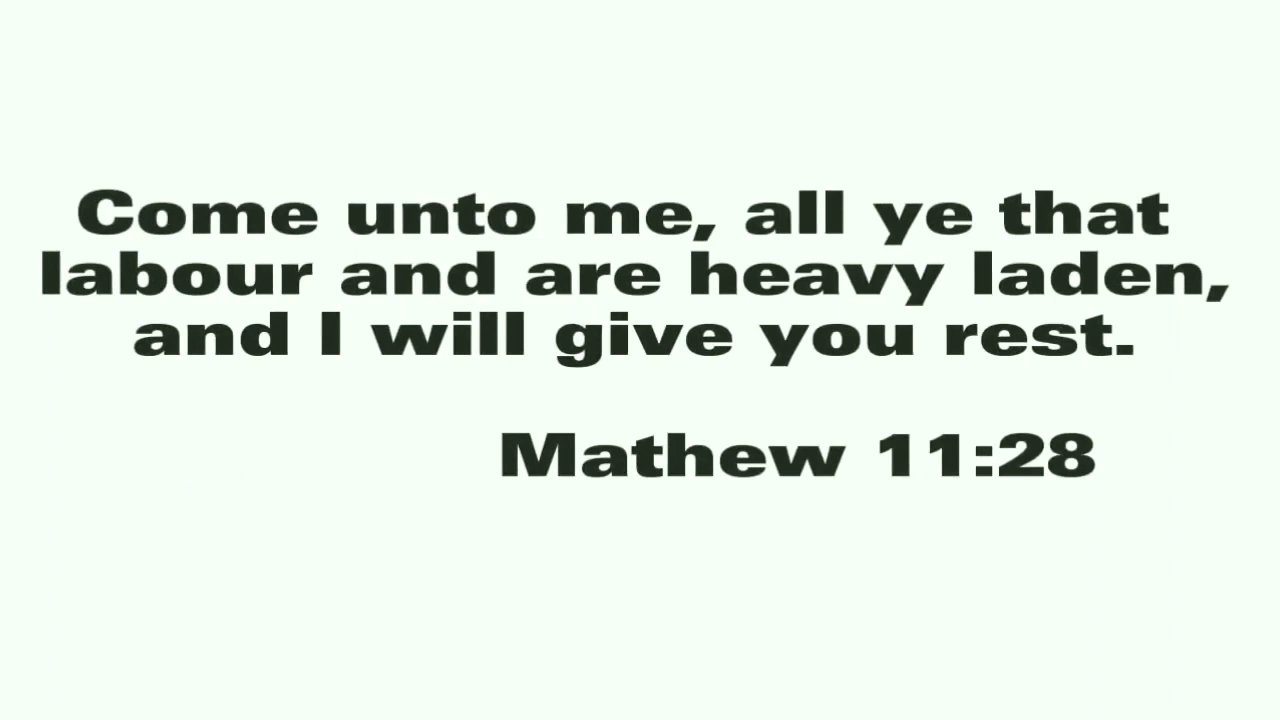 Come unto me, all ye that
labour and are heavy laden,
and I will give you rest.
Mathew 11:28